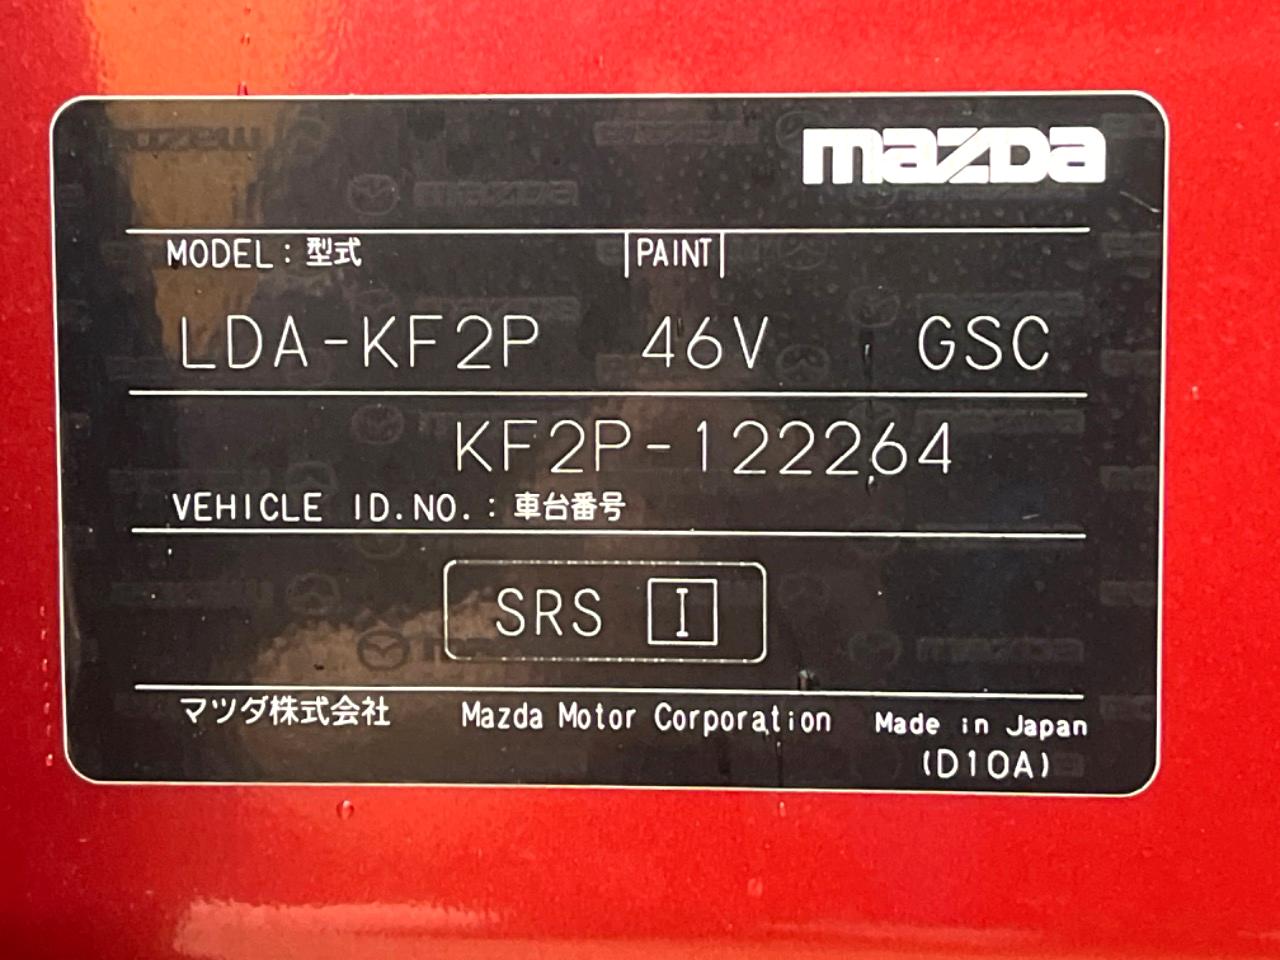 mazda
MODEL : 型式 PAINT
LDA-KF2P 46V GSC
KF2P-122264
VEHICLE ID.NO. : 車台番号
SRS I
マツダ株式会社 Mazda Motor Corporation Made in Japan
(D10A)